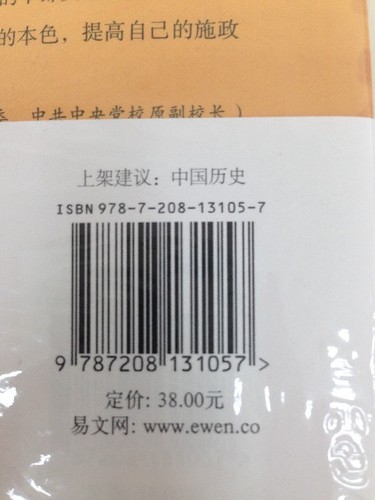 的本色，提高自己的施政
中共中央党校原副校长）
上架建议：中国历史
ISBN 978-7-208-13105-7
9 787208 131057 >
定价: 38.00元
易文网: www.ewen.co